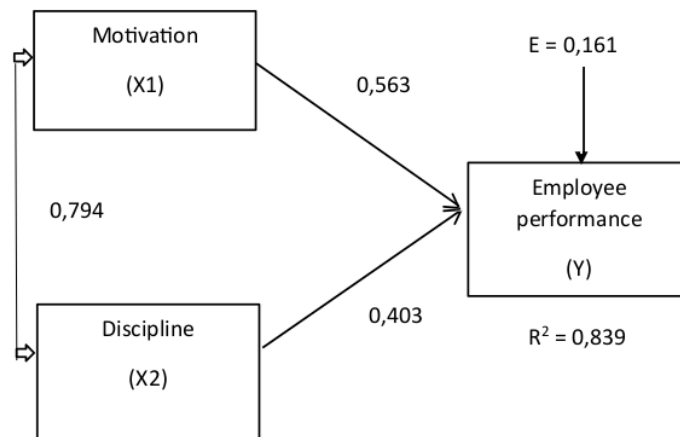 Motivation
(X1)
E = 0,161
0,563
Employee
performance
(Y)
0,794
0,403
R² = 0,839
Discipline
(X2)